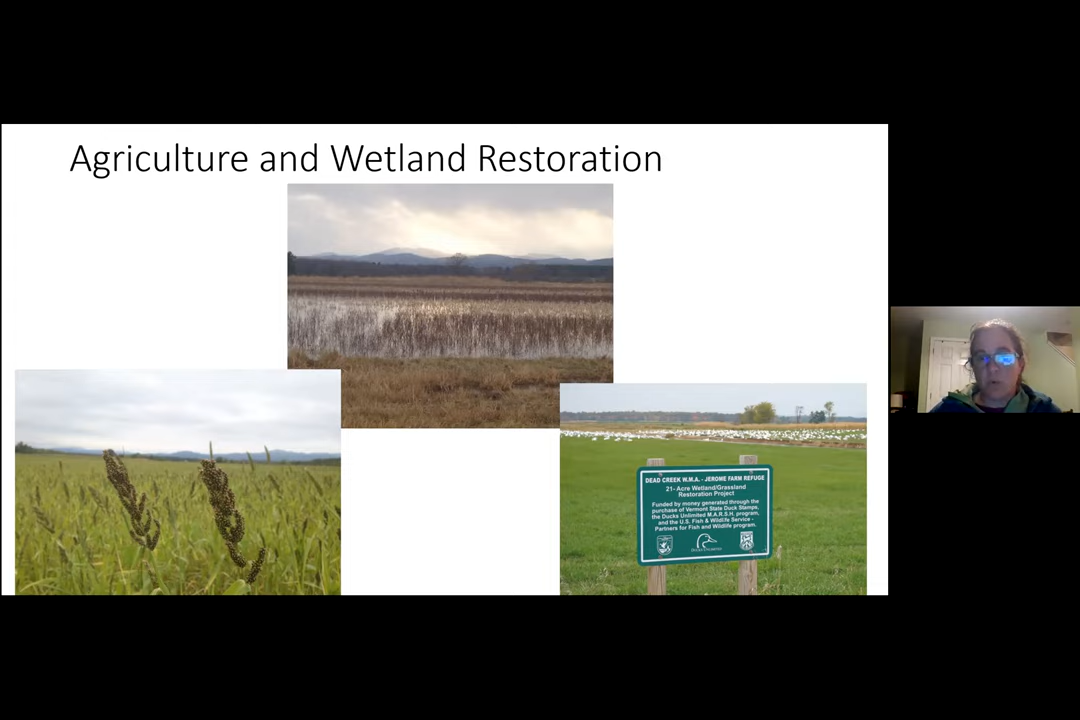 Agriculture and Wetland Restoration
DEAD CREEK W.M.A. - JEROME FARM REFUGE
21- Acre Wetland/Grassland
Restoration Project
Funded by money generated through the
purchase of Vermont State Duck Stamps,
the Ducks Unlimited M.A.R.S.H. program,
and the U.S. Fish & Wildlife Service -
Partners for Fish and Wildlife program.